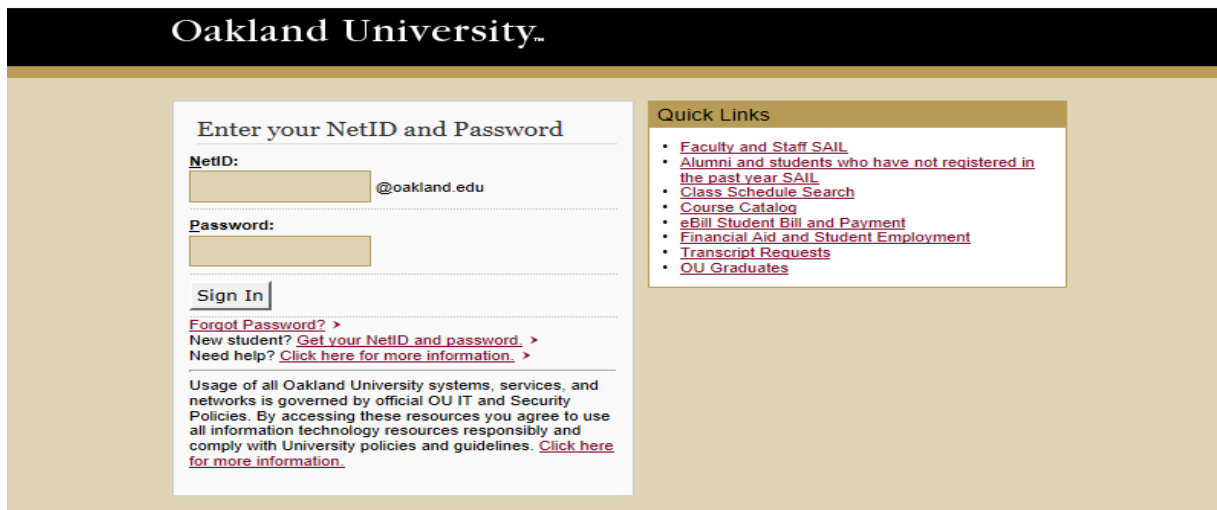 Oakland University™
Enter your NetID and Password
NetID:
@oakland.edu
Password:
Sign In
Forgot Password? ➤
New student? Get your NetID and password. ➤
Need help? Click here for more information. ➤
Usage of all Oakland University systems, services, and
networks is governed by official OU IT and Security
Policies. By accessing these resources you agree to use
all information technology resources responsibly and
comply with University policies and guidelines. Click here
for more information.
Quick Links
• Faculty and Staff SAIL
• Alumni and students who have not registered in
the past year SAIL
• Class Schedule Search
• Course Catalog
• eBill Student Bill and Payment
• Financial Aid and Student Employment
• Transcript Requests
• OU Graduates